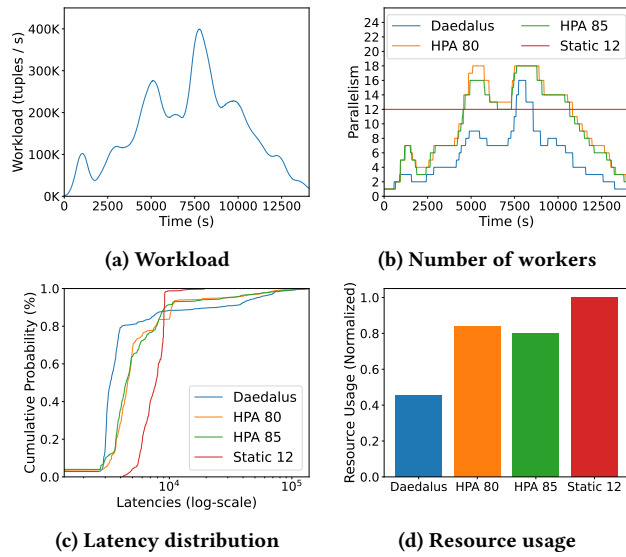 400K
300K
200K
100K
0K
Workload (tuples / s)
0 2500 5000 7500 10000 12500
Time (s)
(a) Workload
Daedalus
HPA 80
HPA 85
Static 12
26
24
22
20
18
16
14
12
10
8
6
4
2
0
Parallelism
0 2500 5000 7500 10000 12500
Time (s)
(b) Number of workers
1.0
0.8
0.6
0.4
0.2
0.0
Cumulative Probability (%)
Daedalus
HPA 80
HPA 85
Static 12
10⁴ 10⁵
Latencies (log-scale)
(c) Latency distribution
1.0
0.8
0.6
0.4
0.2
0.0
Resource Usage (Normalized)
Daedalus HPA 80 HPA 85 Static 12
(d) Resource usage